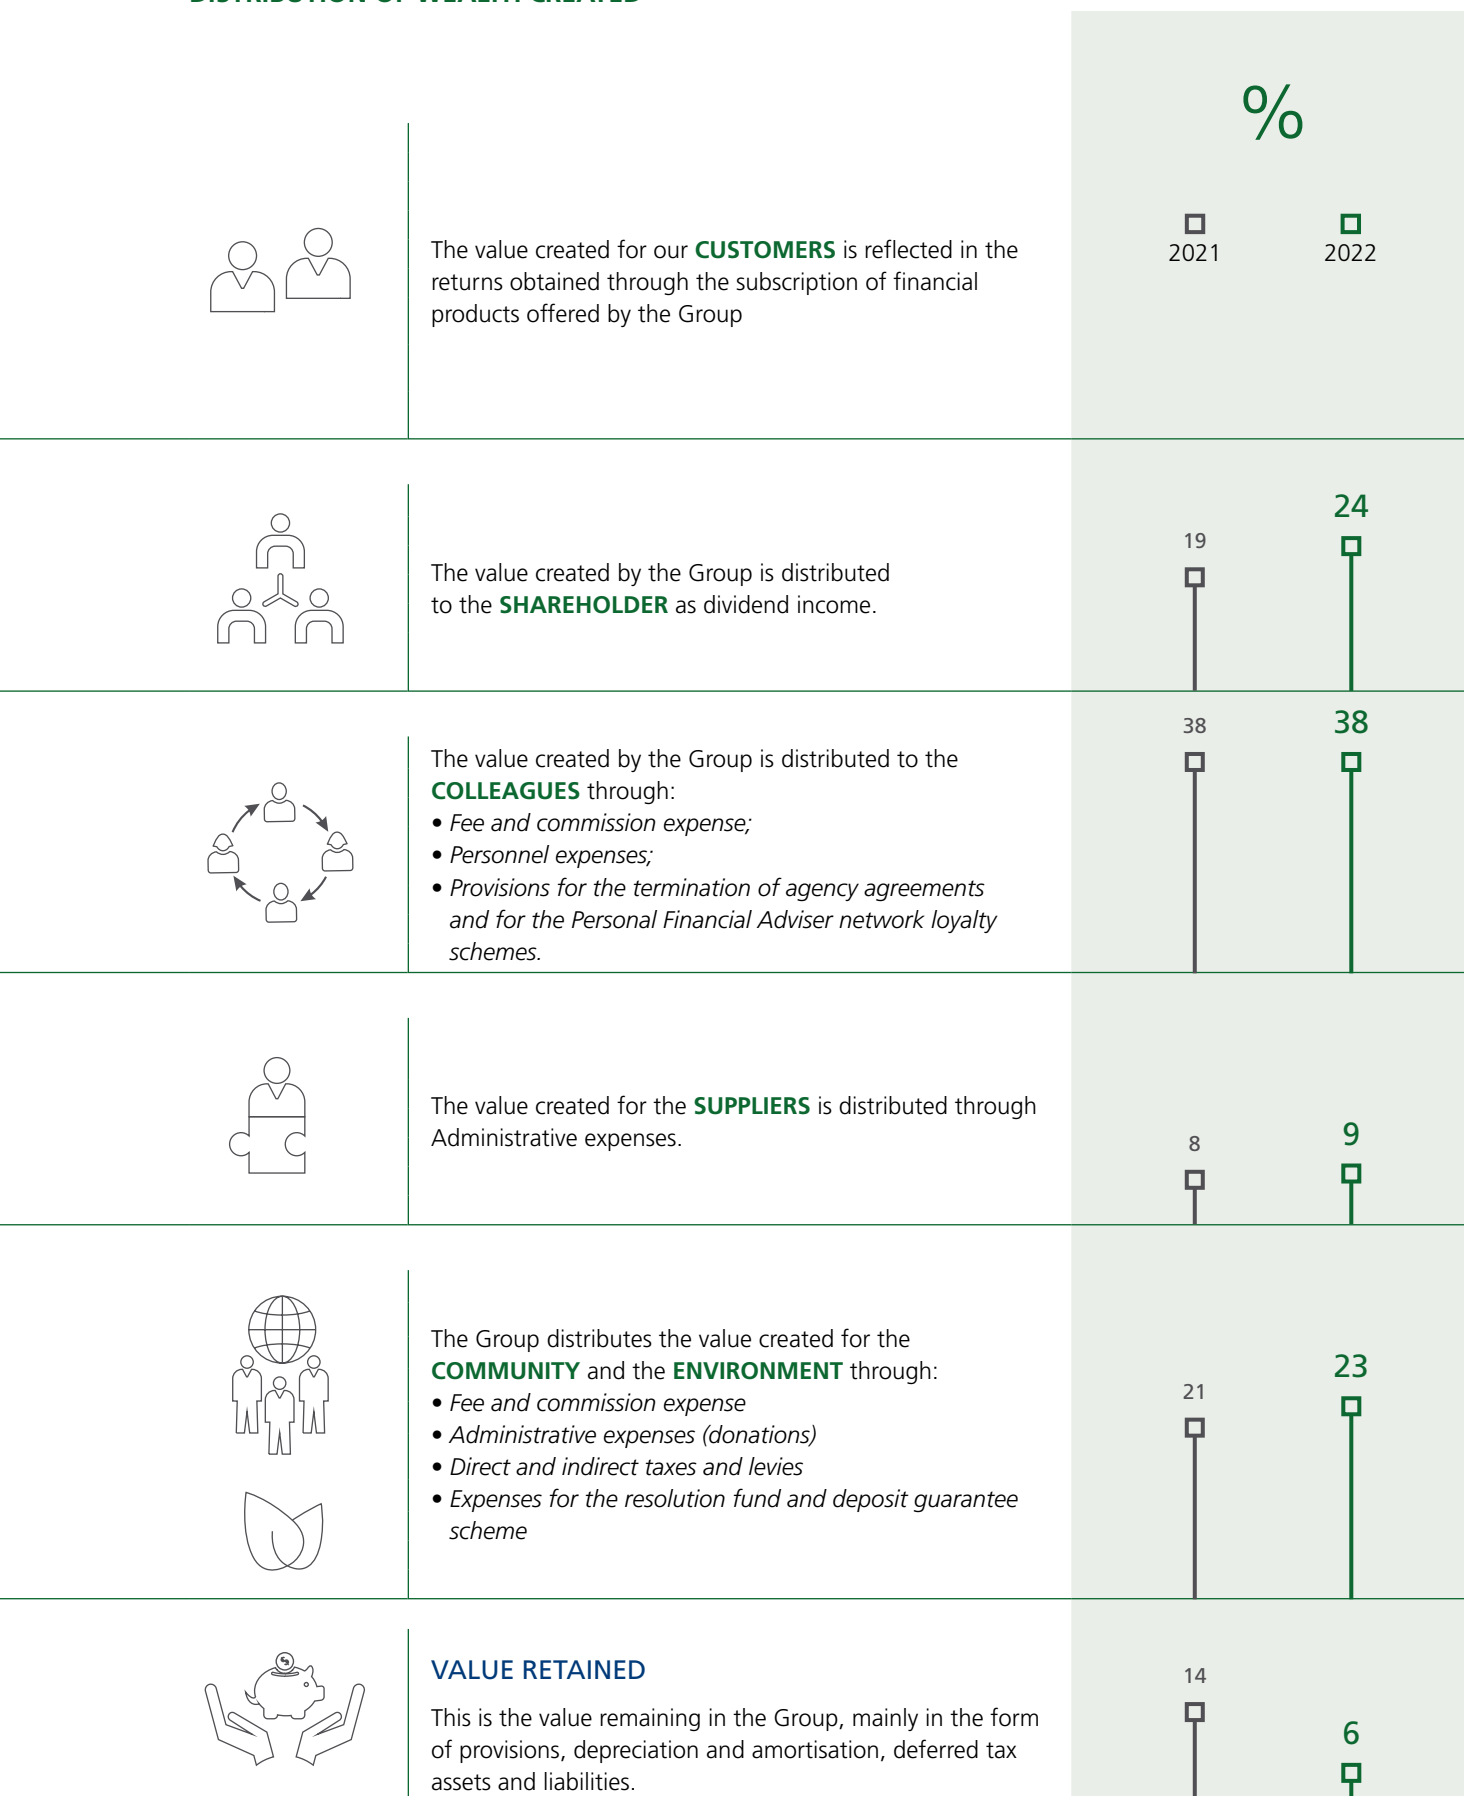 DISTRIBUTION OF WEALTH CREATED
%
2021
2022
The value created for our CUSTOMERS is reflected in the
returns obtained through the subscription of financial
products offered by the Group
The value created by the Group is distributed
to the SHAREHOLDER as dividend income.
19
24
The value created by the Group is distributed to the
COLLEAGUES through:
• Fee and commission expense;
• Personnel expenses;
• Provisions for the termination of agency agreements
and for the Personal Financial Adviser network loyalty
schemes.
38
38
The value created for the SUPPLIERS is distributed through
Administrative expenses.
8
9
The Group distributes the value created for the
COMMUNITY and the ENVIRONMENT through:
• Fee and commission expense
• Administrative expenses (donations)
• Direct and indirect taxes and levies
• Expenses for the resolution fund and deposit guarantee
scheme
21
23
VALUE RETAINED
This is the value remaining in the Group, mainly in the form
of provisions, depreciation and amortisation, deferred tax
assets and liabilities.
14
6